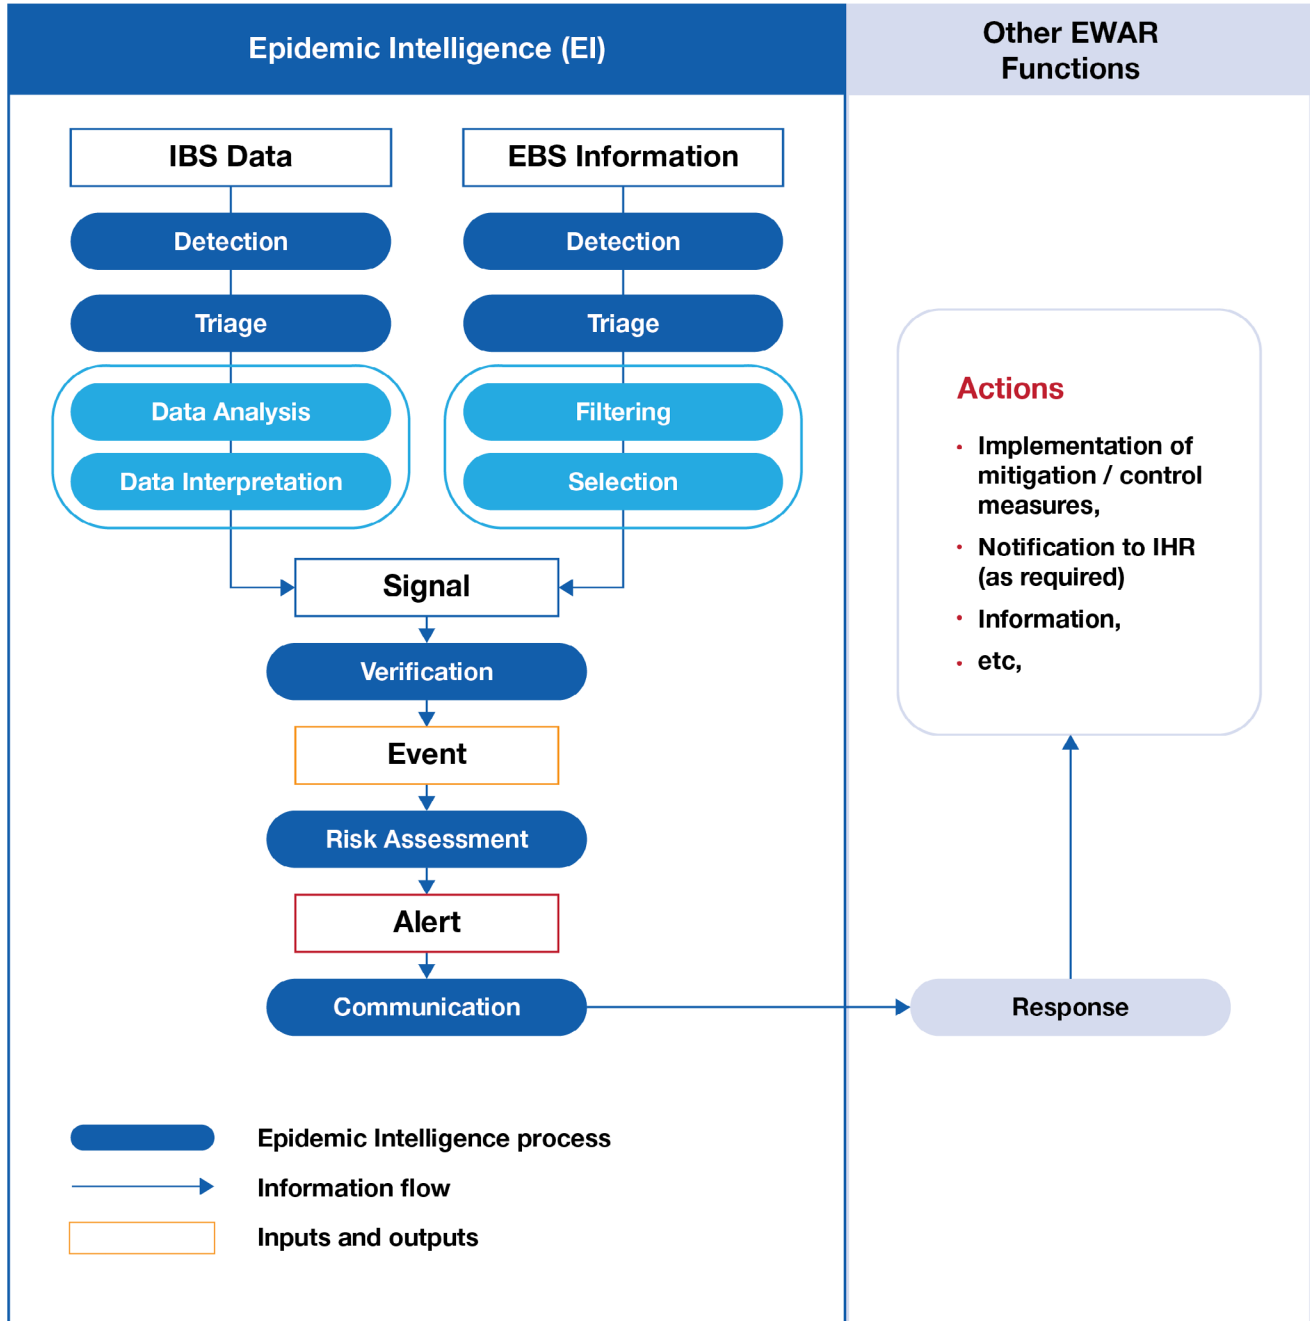 Epidemic Intelligence (EI)
Other EWAR
Functions
IBS Data
EBS Information
Detection
Detection
Triage
Triage
Data Analysis
Filtering
Data Interpretation
Selection
Signal
Verification
Event
Risk Assessment
Alert
Communication
Response
Actions
• Implementation of
mitigation / control
measures,
• Notification to IHR
(as required)
• Information,
• etc,
Epidemic Intelligence process
Information flow
Inputs and outputs